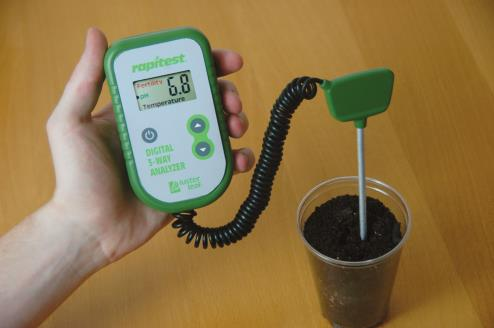 rapitest
Fertility
▸pH 6.8
Temperature
DIGITAL
3-WAY
ANALYZER
luster
leaf